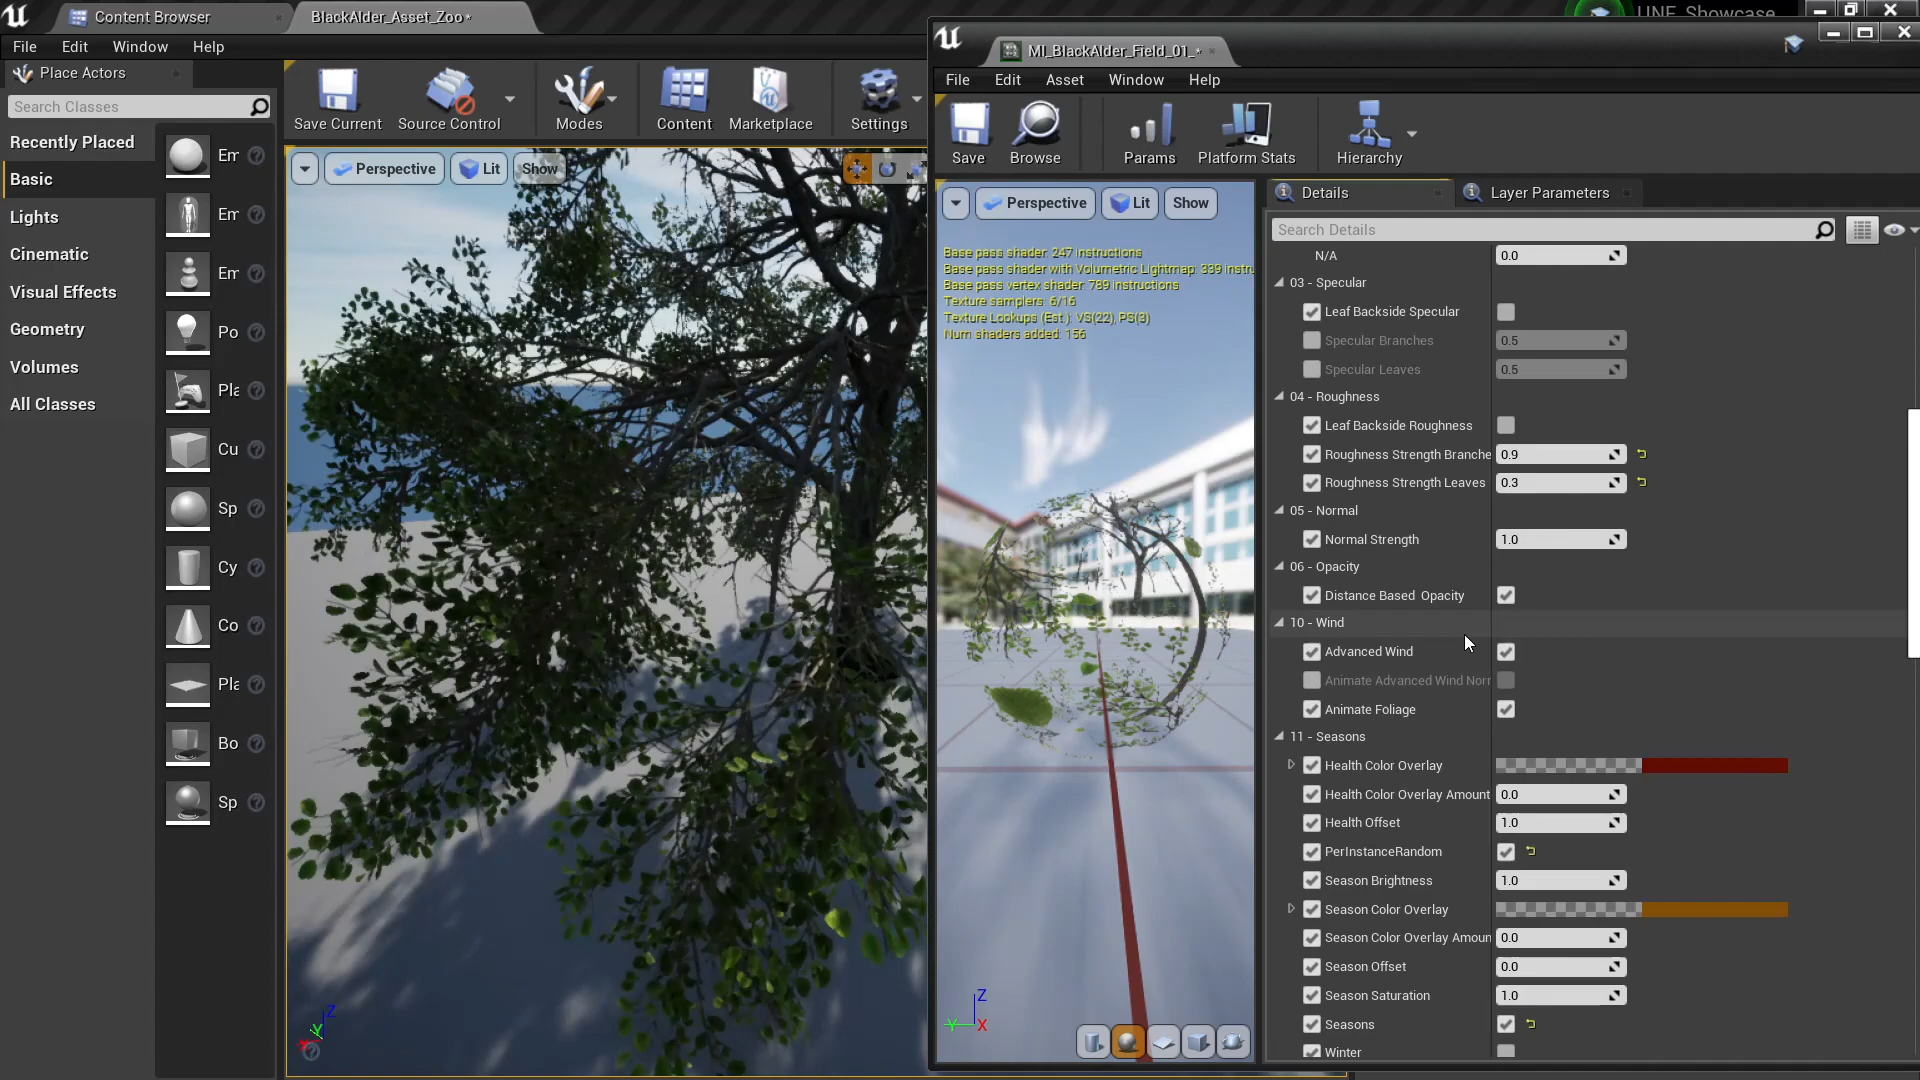 Content Browser
BlackAlder_Asset_Zoo*
UNF_Showcase
File Edit Window Help
Place Actors
Search Classes
Recently Placed
Basic
Lights
Cinematic
Visual Effects
Geometry
Volumes
All Classes
Em
Em
Em
Po
Pla
Cu
Sp
Cy
Co
Pla
Bo
Sp
Save Current
Source Control
Modes
Content
Marketplace
Settings
Perspective
Lit
Show
Z
Y
MI_BlackAlder_Field_01_*
File Edit Asset Window Help
Save
Browse
Params
Platform Stats
Hierarchy
Perspective
Lit
Show
Base pass shader: 247 instructions
Base pass shader with Volumetric Lightmap: 339 instru
Base pass vertex shader: 789 instructions
Texture samplers: 6/16
Texture Lookups (Est.): VS(22), PS(3)
Num shaders added: 156
Z
Y
X
Details
Layer Parameters
Search Details
N/A 0.0
03 - Specular
Leaf Backside Specular
Specular Branches 0.5
Specular Leaves 0.5
04 - Roughness
Leaf Backside Roughness
Roughness Strength Branche 0.9
Roughness Strength Leaves 0.3
05 - Normal
Normal Strength 1.0
06 - Opacity
Distance Based Opacity
10 - Wind
Advanced Wind
Animate Advanced Wind Norr
Animate Foliage
11 - Seasons
Health Color Overlay
Health Color Overlay Amount 0.0
Health Offset 1.0
PerInstanceRandom
Season Brightness 1.0
Season Color Overlay
Season Color Overlay Amoun 0.0
Season Offset 0.0
Season Saturation 1.0
Seasons
Winter